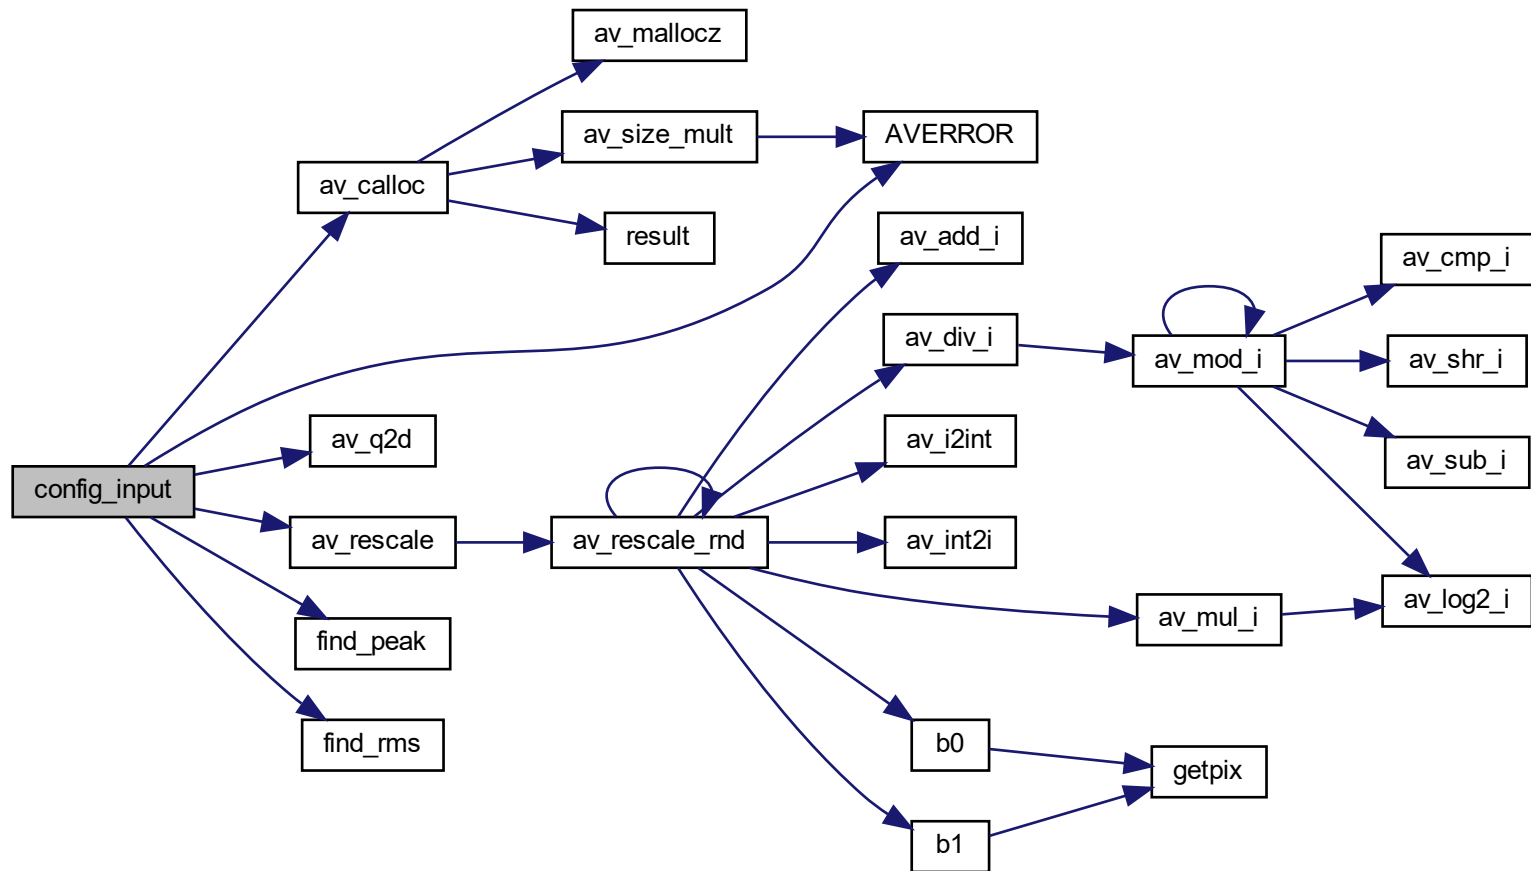 av_mallocz
av_size_mult
AVERROR
av_calloc
result
av_add_i
av_cmp_i
av_div_i
av_mod_i
av_shr_i
av_q2d
av_i2int
av_sub_i
config_input
av_rescale
av_rescale_rnd
av_int2i
av_log2_i
av_mul_i
find_peak
find_rms
b0
getpix
b1